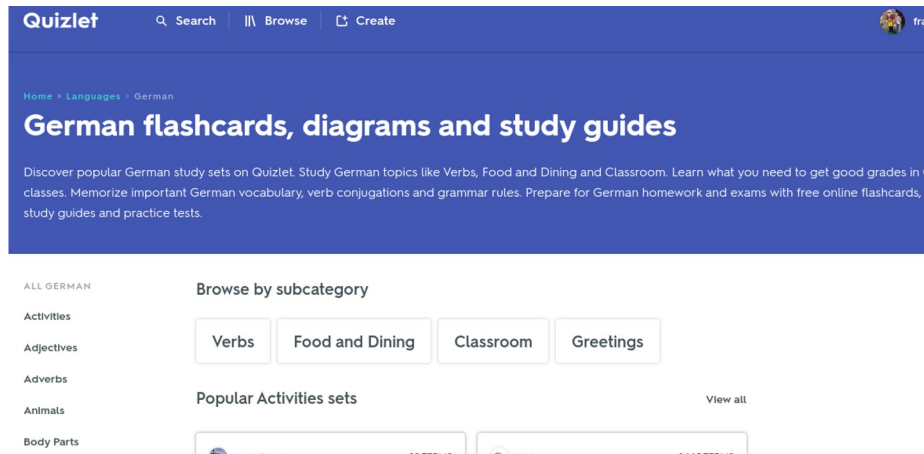 Quizlet
Search
Browse
Create
Home > Languages > German
German flashcards, diagrams and study guides
Discover popular German study sets on Quizlet. Study German topics like Verbs, Food and Dining and Classroom. Learn what you need to get good grades in
classes. Memorize important German vocabulary, verb conjugations and grammar rules. Prepare for German homework and exams with free online flashcards,
study guides and practice tests.
ALL GERMAN
Activities
Adjectives
Adverbs
Animals
Body Parts
Browse by subcategory
Verbs
Food and Dining
Classroom
Greetings
Popular Activities sets
View all